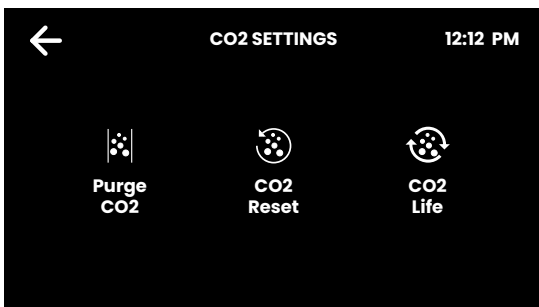 CO2 SETTINGS
12:12 PM
Purge
CO2
CO2
Reset
CO2
Life